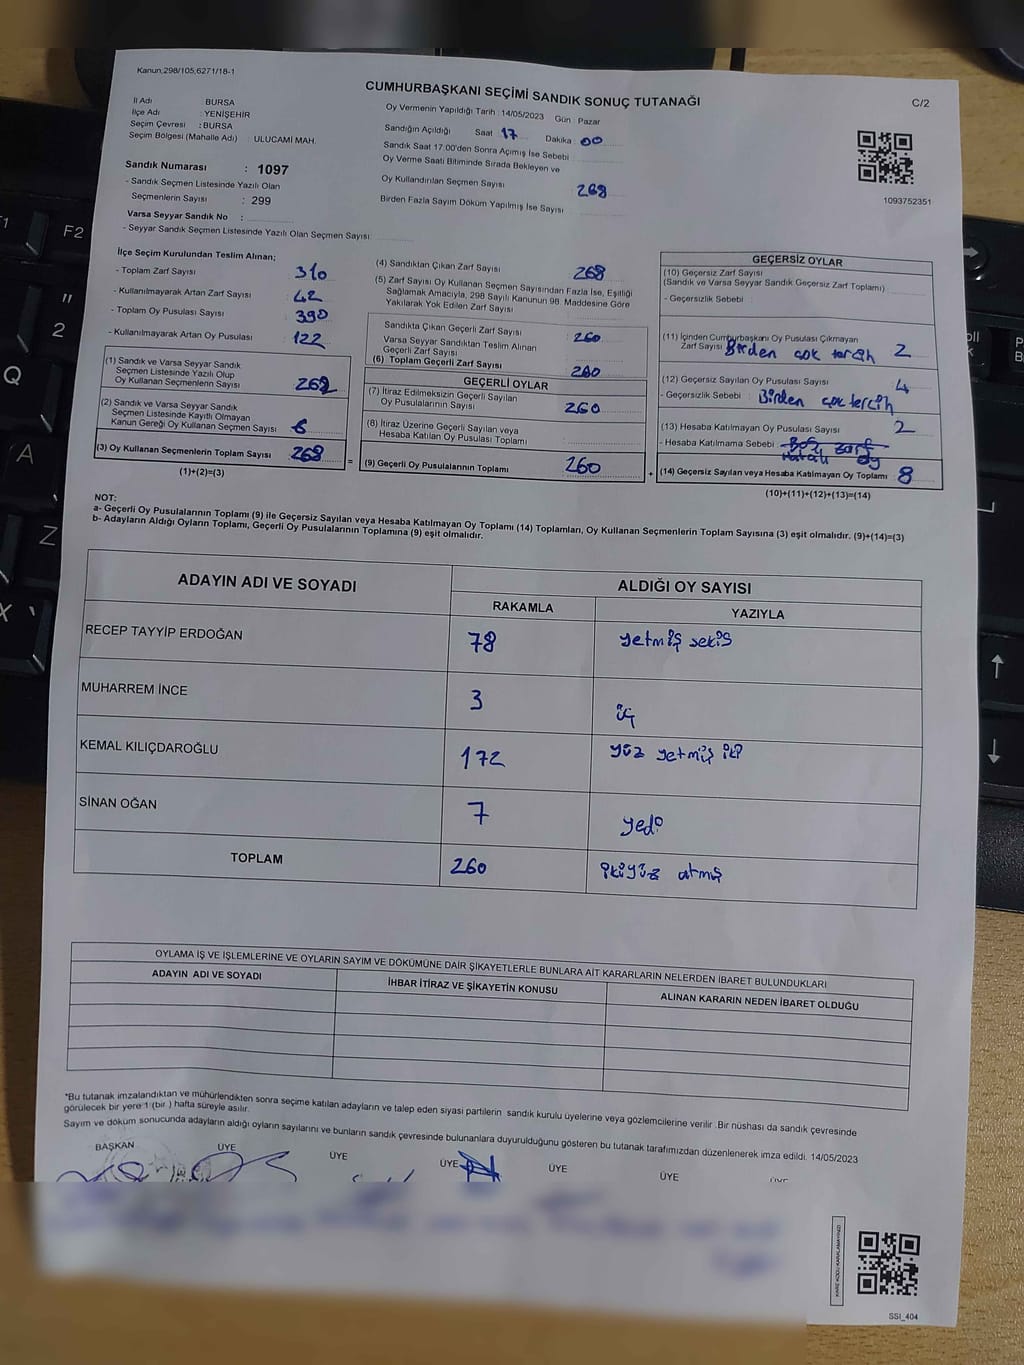 Kanun:298/105,6271/18-1
CUMHURBAŞKANI SEÇİMİ SANDIK SONUÇ TUTANAĞI
C/2
İl Adı BURSA
İlçe Adı : YENİŞEHİR
Seçim Çevresi : BURSA
Seçim Bölgesi (Mahalle Adı) : ULUCAMİ MAH.
Sandık Numarası : 1097
- Sandık Seçmen Listesinde Yazılı Olan
Seçmenlerin Sayısı : 299
Varsa Seyyar Sandık No :
- Seyyar Sandık Seçmen Listesinde Yazılı Olan Seçmen Sayısı:
Oy Vermenin Yapıldığı Tarih : 14/05/2023 Gün : Pazar
Sandığın Açıldığı Saat 17 Dakika 00
Sandık Saat 17:00'den Sonra Açımış İse Sebebi
Oy Verme Saati Bitiminde Sırada Bekleyen ve
Oy Kullandırılan Seçmen Sayısı 268
Birden Fazla Sayım Döküm Yapılmış İse Sayısı
1093752351
İlçe Seçim Kurulundan Teslim Alınan;
- Toplam Zarf Sayısı 310
- Kullanılmayarak Artan Zarf Sayısı 42
- Toplam Oy Pusulası Sayısı 390
- Kullanılmayarak Artan Oy Pusulası 122
(1) Sandık ve Varsa Seyyar Sandık
Seçmen Listesinde Yazılı Olup
Oy Kullanan Seçmenlerin Sayısı 262
(2) Sandık ve Varsa Seyyar Sandık
Seçmen Listesinde Kayıtlı Olmayan
Kanun Gereği Oy Kullanan Seçmen Sayısı 6
(3) Oy Kullanan Seçmenlerin Toplam Sayısı 268
(1)+(2)=(3)
(4) Sandıktan Çıkan Zarf Sayısı 268
(5) Zarf Sayısı Oy Kullanan Seçmen Sayısından Fazla İse, Eşitliği
Sağlamak Amacıyla, 298 Sayılı Kanunun 98. Maddesine Göre
Yakılarak Yok Edilen Zarf Sayısı
Sandıkta Çıkan Geçerli Zarf Sayısı 260
Varsa Seyyar Sandıktan Teslim Alınan
Geçerli Zarf Sayısı
(6) Toplam Geçerli Zarf Sayısı 260
GEÇERLİ OYLAR
(7) İtiraz Edilmeksizin Geçerli Sayılan
Oy Pusulalarının Sayısı 260
(8) İtiraz Üzerine Geçerli Sayılan veya
Hesaba Katılan Oy Pusulası Toplamı
= (9) Geçerli Oy Pusulalarının Toplamı 260
GEÇERSİZ OYLAR
(10) Geçersiz Zarf Sayısı
(Sandık ve Varsa Seyyar Sandık Geçersiz Zarf Toplamı)
- Geçersizlik Sebebi :
(11) İçinden Cumhurbaşkanı Oy Pusulası Çıkmayan
Zarf Sayısı Birden çok tercih 2
(12) Geçersiz Sayılan Oy Pusulası Sayısı 4
- Geçersizlik Sebebi : Birden çok tercih
(13) Hesaba Katılmayan Oy Pusulası Sayısı 2
- Hesaba Katılmama Sebebi : Boş zarf
Hatalı oy
+ (14) Geçersiz Sayılan veya Hesaba Katılmayan Oy Toplamı 8
(10)+(11)+(12)+(13)=(14)
NOT:
a- Geçerli Oy Pusulalarının Toplamı (9) ile Geçersiz Sayılan veya Hesaba Katılmayan Oy Toplamı (14) Toplamları, Oy Kullanan Seçmenlerin Toplam Sayısına (3) eşit olmalıdır. (9)+(14)=(3)
b- Adayların Aldığı Oyların Toplamı, Geçerli Oy Pusulalarının Toplamına (9) eşit olmalıdır.
ADAYIN ADI VE SOYADI ALDIĞI OY SAYISI
RAKAMLA YAZIYLA
RECEP TAYYİP ERDOĞAN 78 yetmiş sekis
MUHARREM İNCE 3 üç
KEMAL KILIÇDAROĞLU 172 yüz yetmiş iki
SİNAN OĞAN 7 yedi
TOPLAM 260 ikiyüz atmış
OYLAMA İŞ VE İŞLEMLERİNE VE OYLARIN SAYIM VE DÖKÜMÜNE DAİR ŞİKAYETLERLE BUNLARA AİT KARARLARIN NELERDEN İBARET BULUNDUKLARI
ADAYIN ADI VE SOYADI İHBAR İTİRAZ VE ŞİKAYETİN KONUSU ALINAN KARARIN NEDEN İBARET OLDUĞU
*Bu tutanak imzalandıktan ve mühürlendikten sonra seçime katılan adayların ve talep eden siyasi partilerin sandık kurulu üyelerine veya gözlemcilerine verilir. Bir nüshası da sandık çevresinde
görülecek bir yere 1 (bir ) hafta süreyle asılır.
Sayım ve döküm sonucunda adayların aldığı oyların sayılarını ve bunların sandık çevresinde bulunanlara duyurulduğunu gösteren bu tutanak tarafımızdan düzenlenerek imza edildi. 14/05/2023
BAŞKAN ÜYE ÜYE ÜYE ÜYE ÜYE ÜYE
SSI_404
F2
2
Q
A
Z
X